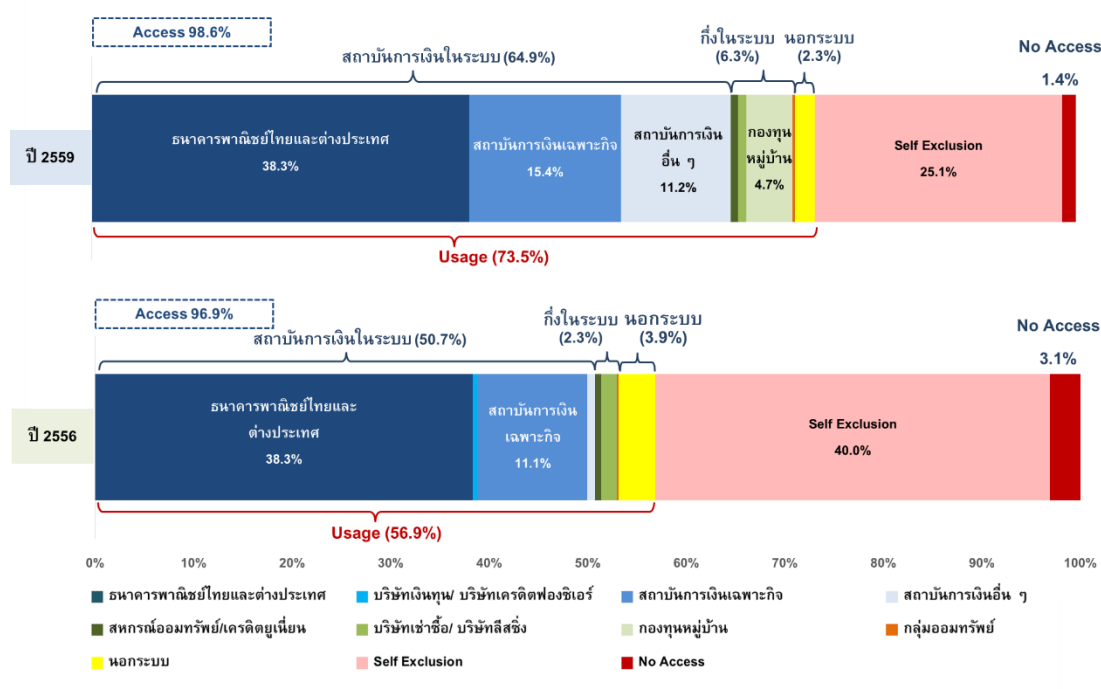 Access 98.6%
สถาบันการเงินในระบบ (64.9%)
กึ่งในระบบ
(6.3%)
นอกระบบ
(2.3%)
No Access
1.4%
ปี 2559
ธนาคารพาณิชย์ไทยและต่างประเทศ
38.3%
สถาบันการเงินเฉพาะกิจ
15.4%
สถาบันการเงิน
อื่น ๆ
11.2%
กองทุน
หมู่บ้าน
4.7%
Self Exclusion
25.1%
Usage (73.5%)
Access 96.9%
สถาบันการเงินในระบบ (50.7%)
กึ่งในระบบ
(2.3%)
นอกระบบ
(3.9%)
No Access
3.1%
ปี 2556
ธนาคารพาณิชย์ไทยและ
ต่างประเทศ
38.3%
สถาบันการเงิน
เฉพาะกิจ
11.1%
Self Exclusion
40.0%
Usage (56.9%)
0% 10% 20% 30% 40% 50% 60% 70% 80% 90% 100%
ธนาคารพาณิชย์ไทยและต่างประเทศ บริษัทเงินทุน/ บริษัทเครดิตฟองซิเอร์ สถาบันการเงินเฉพาะกิจ สถาบันการเงินอื่น ๆ
สหกรณ์ออมทรัพย์/เครดิตยูเนี่ยน บริษัทเช่าซื้อ/ บริษัทลีสซิ่ง กองทุนหมู่บ้าน กลุ่มออมทรัพย์
นอกระบบ Self Exclusion No Access